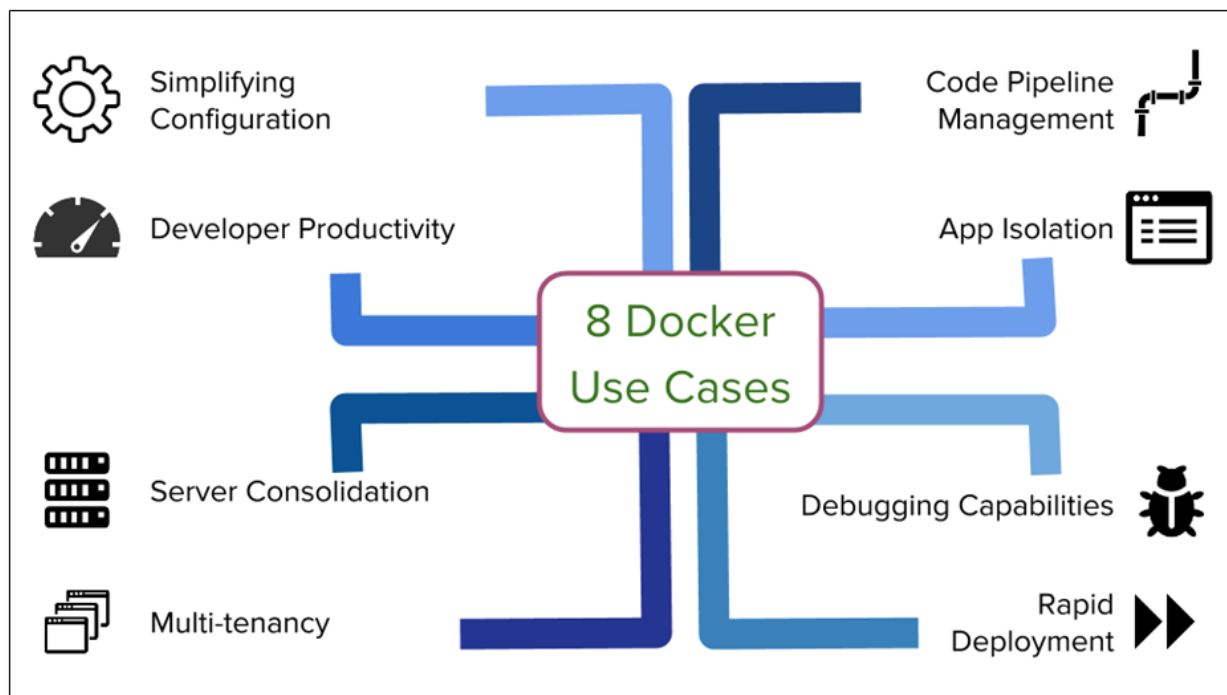 Simplifying
Configuration
Developer Productivity
Server Consolidation
Multi-tenancy
8 Docker
Use Cases
Code Pipeline
Management
App Isolation
Debugging Capabilities
Rapid
Deployment